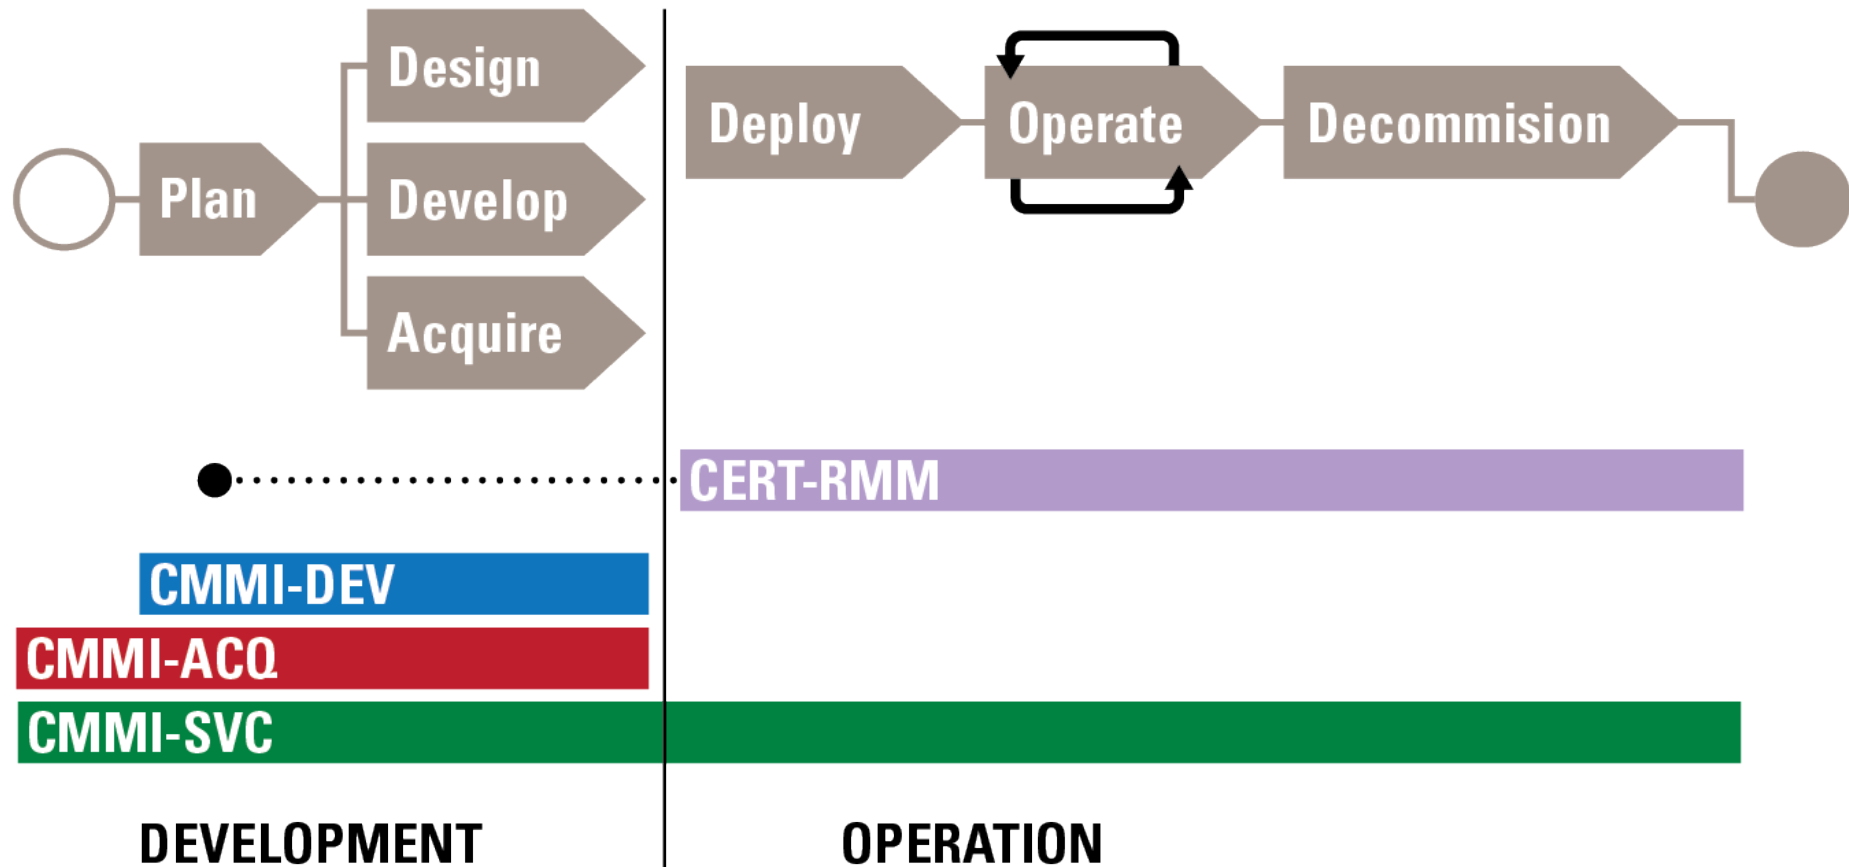 Design
Plan
Develop
Acquire
Deploy
Operate
Decommision
CERT-RMM
CMMI-DEV
CMMI-ACQ
CMMI-SVC
DEVELOPMENT
OPERATION